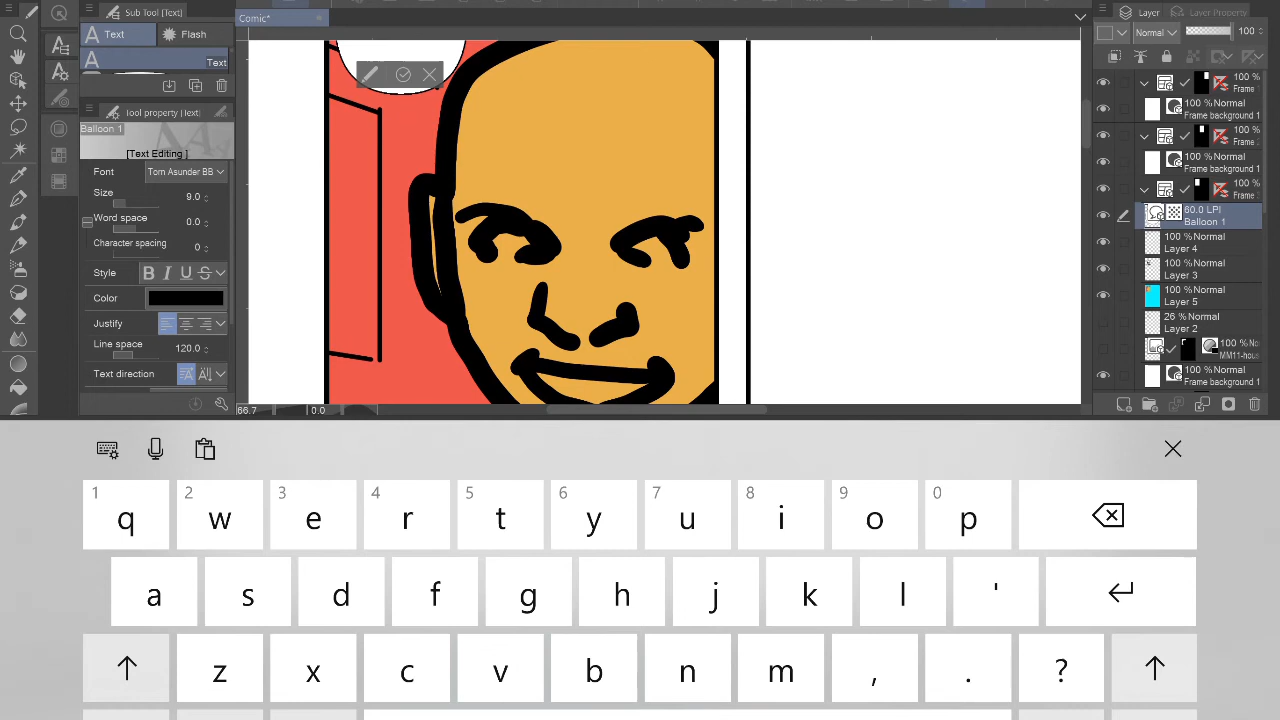 Sub Tool [Text]
Text
Flash
Text
Tool property [Text]
Balloon 1
[Text Editing ]
Font
Tom Asunder BB
Size
9.0
Word space
0.0
Character spacing
0
Style
B I U S
Color
Justify
Line space
120.0
Text direction
Comic*
66.7
0.0
Layer
Layer Property
Normal
100
100 %
Frame
100 %Normal
Frame background 1
100 %
Frame
100 %Normal
Frame background 1
100 %
Frame
60.0 LPI
Balloon 1
100 %Normal
Layer 4
100 %Normal
Layer 3
100 %Normal
Layer 5
26 %Normal
Layer 2
100 %No
MM11-hous
100 %Normal
Frame background 1
1 2 3 4 5 6 7 8 9 0
q w e r t y u i o p
a s d f g h j k l '
z x c v b n m , . ?